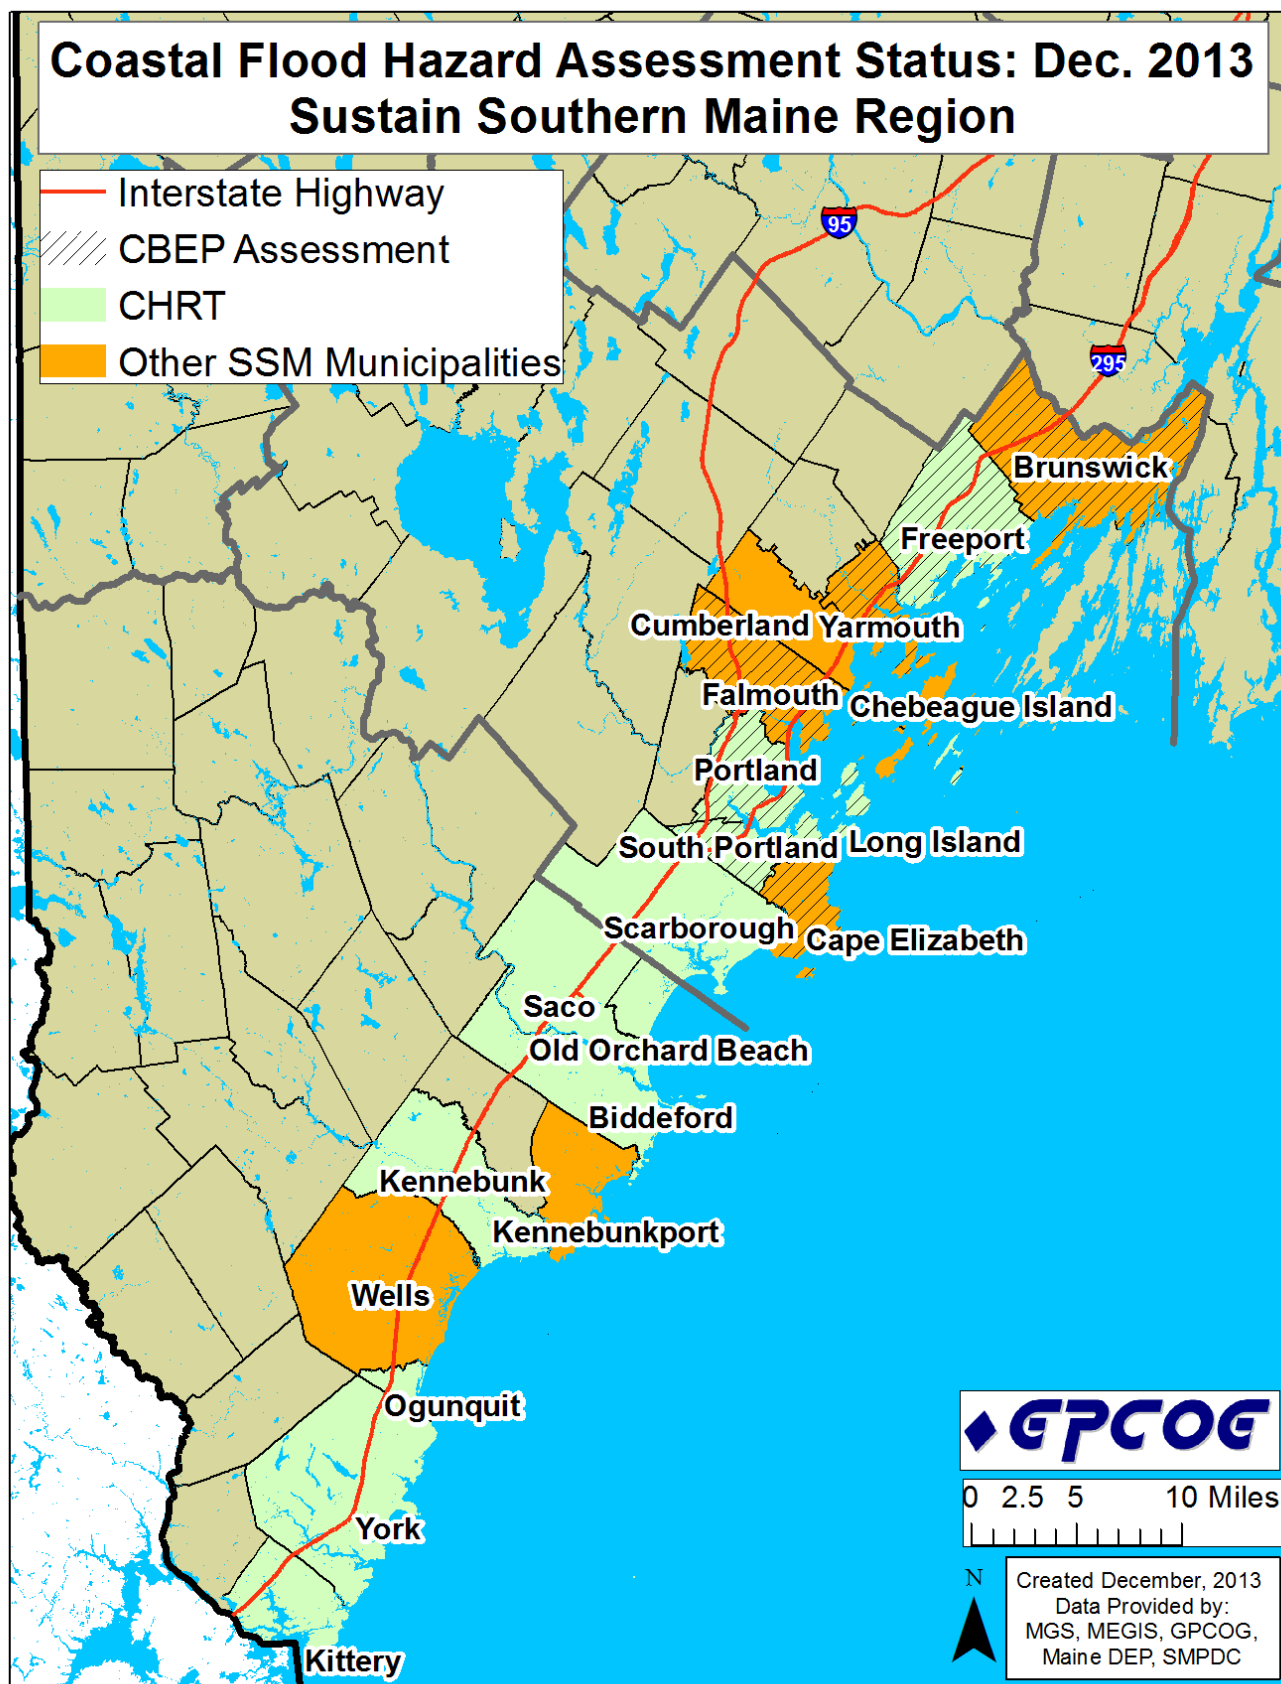 Coastal Flood Hazard Assessment Status: Dec. 2013
Sustain Southern Maine Region
Interstate Highway
CBEP Assessment
CHRT
Other SSM Municipalities
95
295
Brunswick
Freeport
Cumberland
Yarmouth
Falmouth
Chebeague Island
Portland
South Portland
Long Island
Scarborough
Cape Elizabeth
Saco
Old Orchard Beach
Biddeford
Kennebunk
Kennebunkport
Wells
Ogunquit
York
Kittery
GPCOG
0 2.5 5 10 Miles
N
Created December, 2013
Data Provided by:
MGS, MEGIS, GPCOG,
Maine DEP, SMPDC